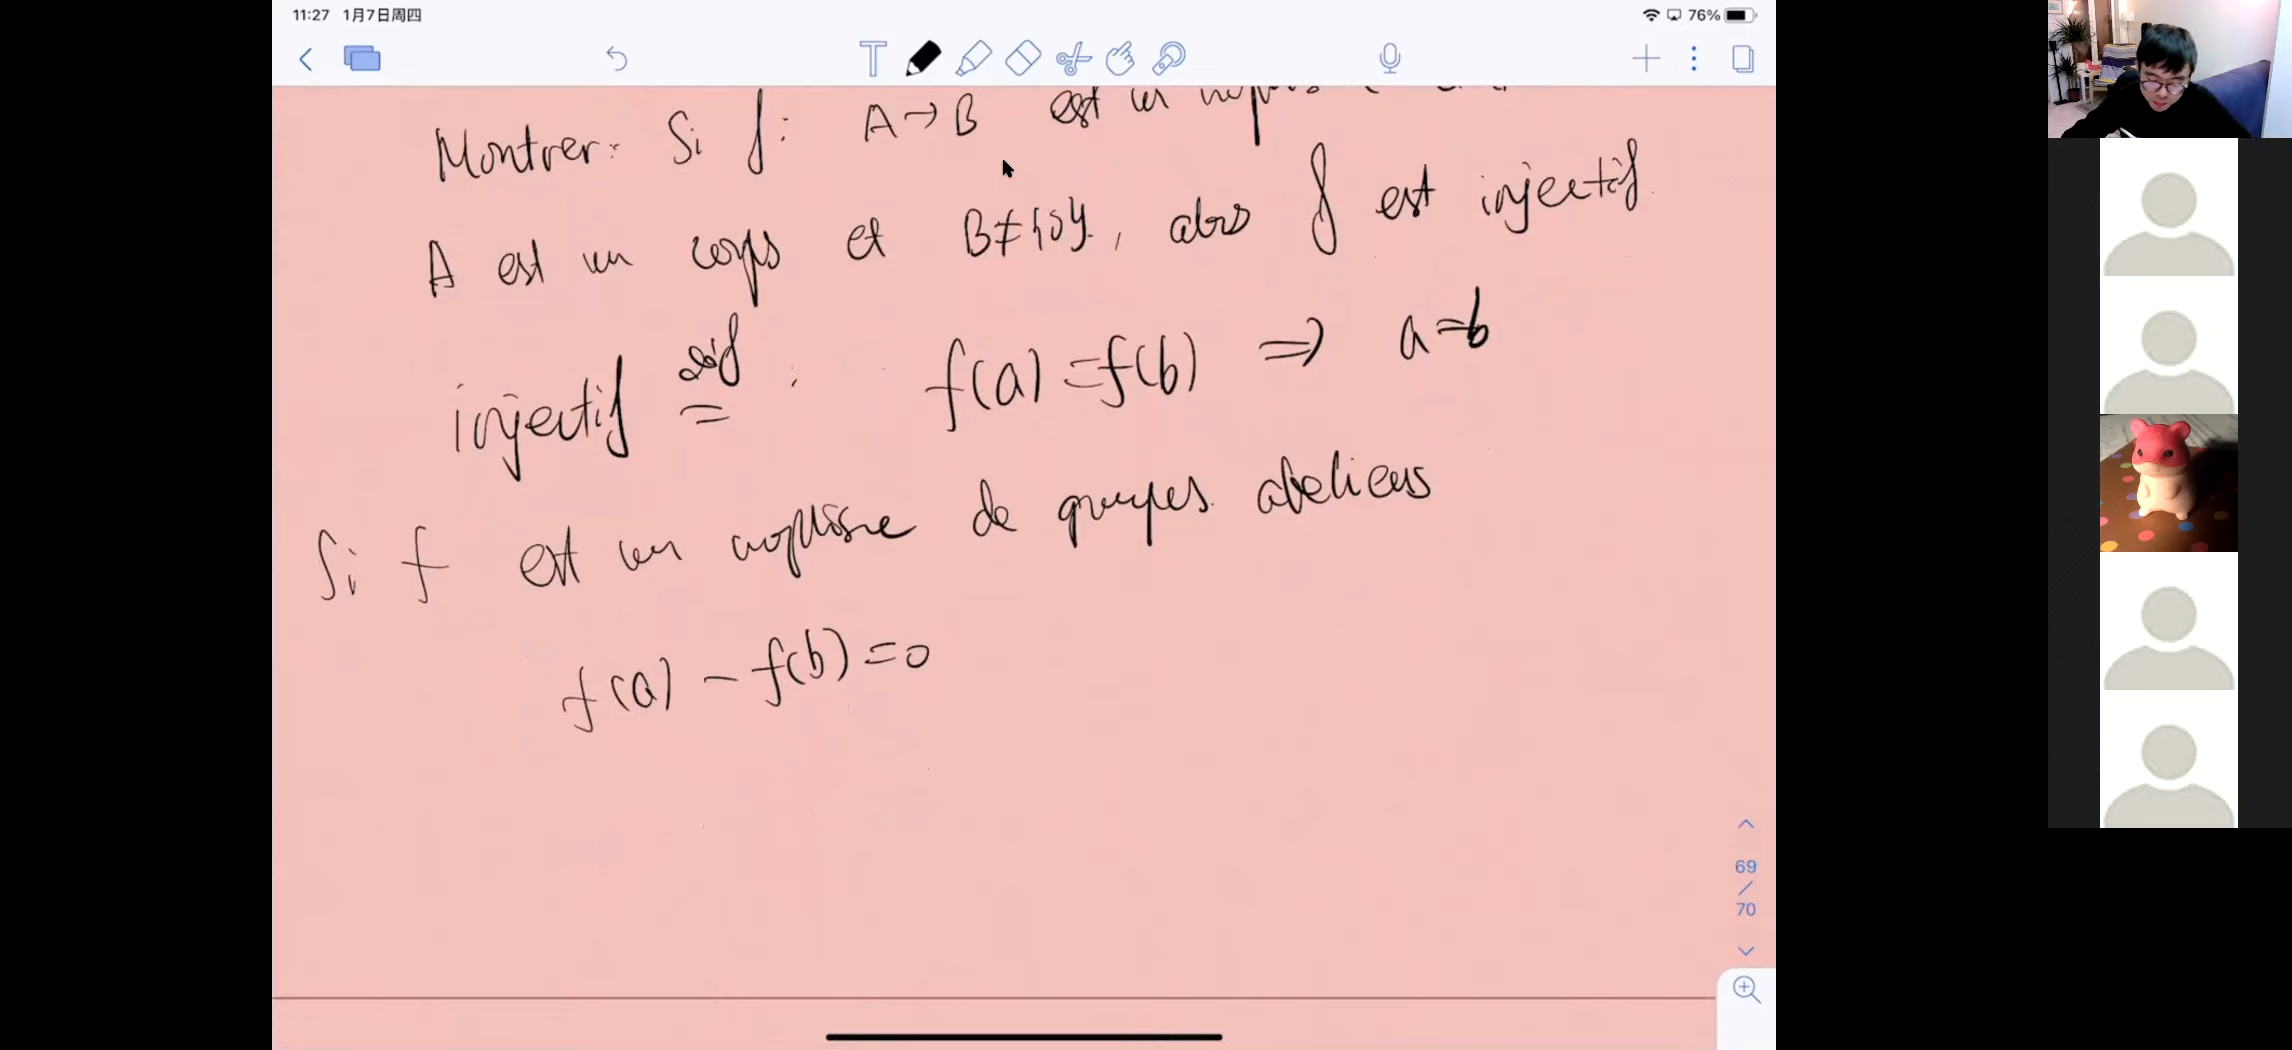 11:27 1月7日周四
76%
Montrer: Si f: A → B est un
A est un corps et B≠{0}, alors f est injectif.
injectif déf = : f(a) = f(b) ⇒ a=b
Si f est un morphisme de groupes abeliens
f(a) - f(b) = 0
69
/
70